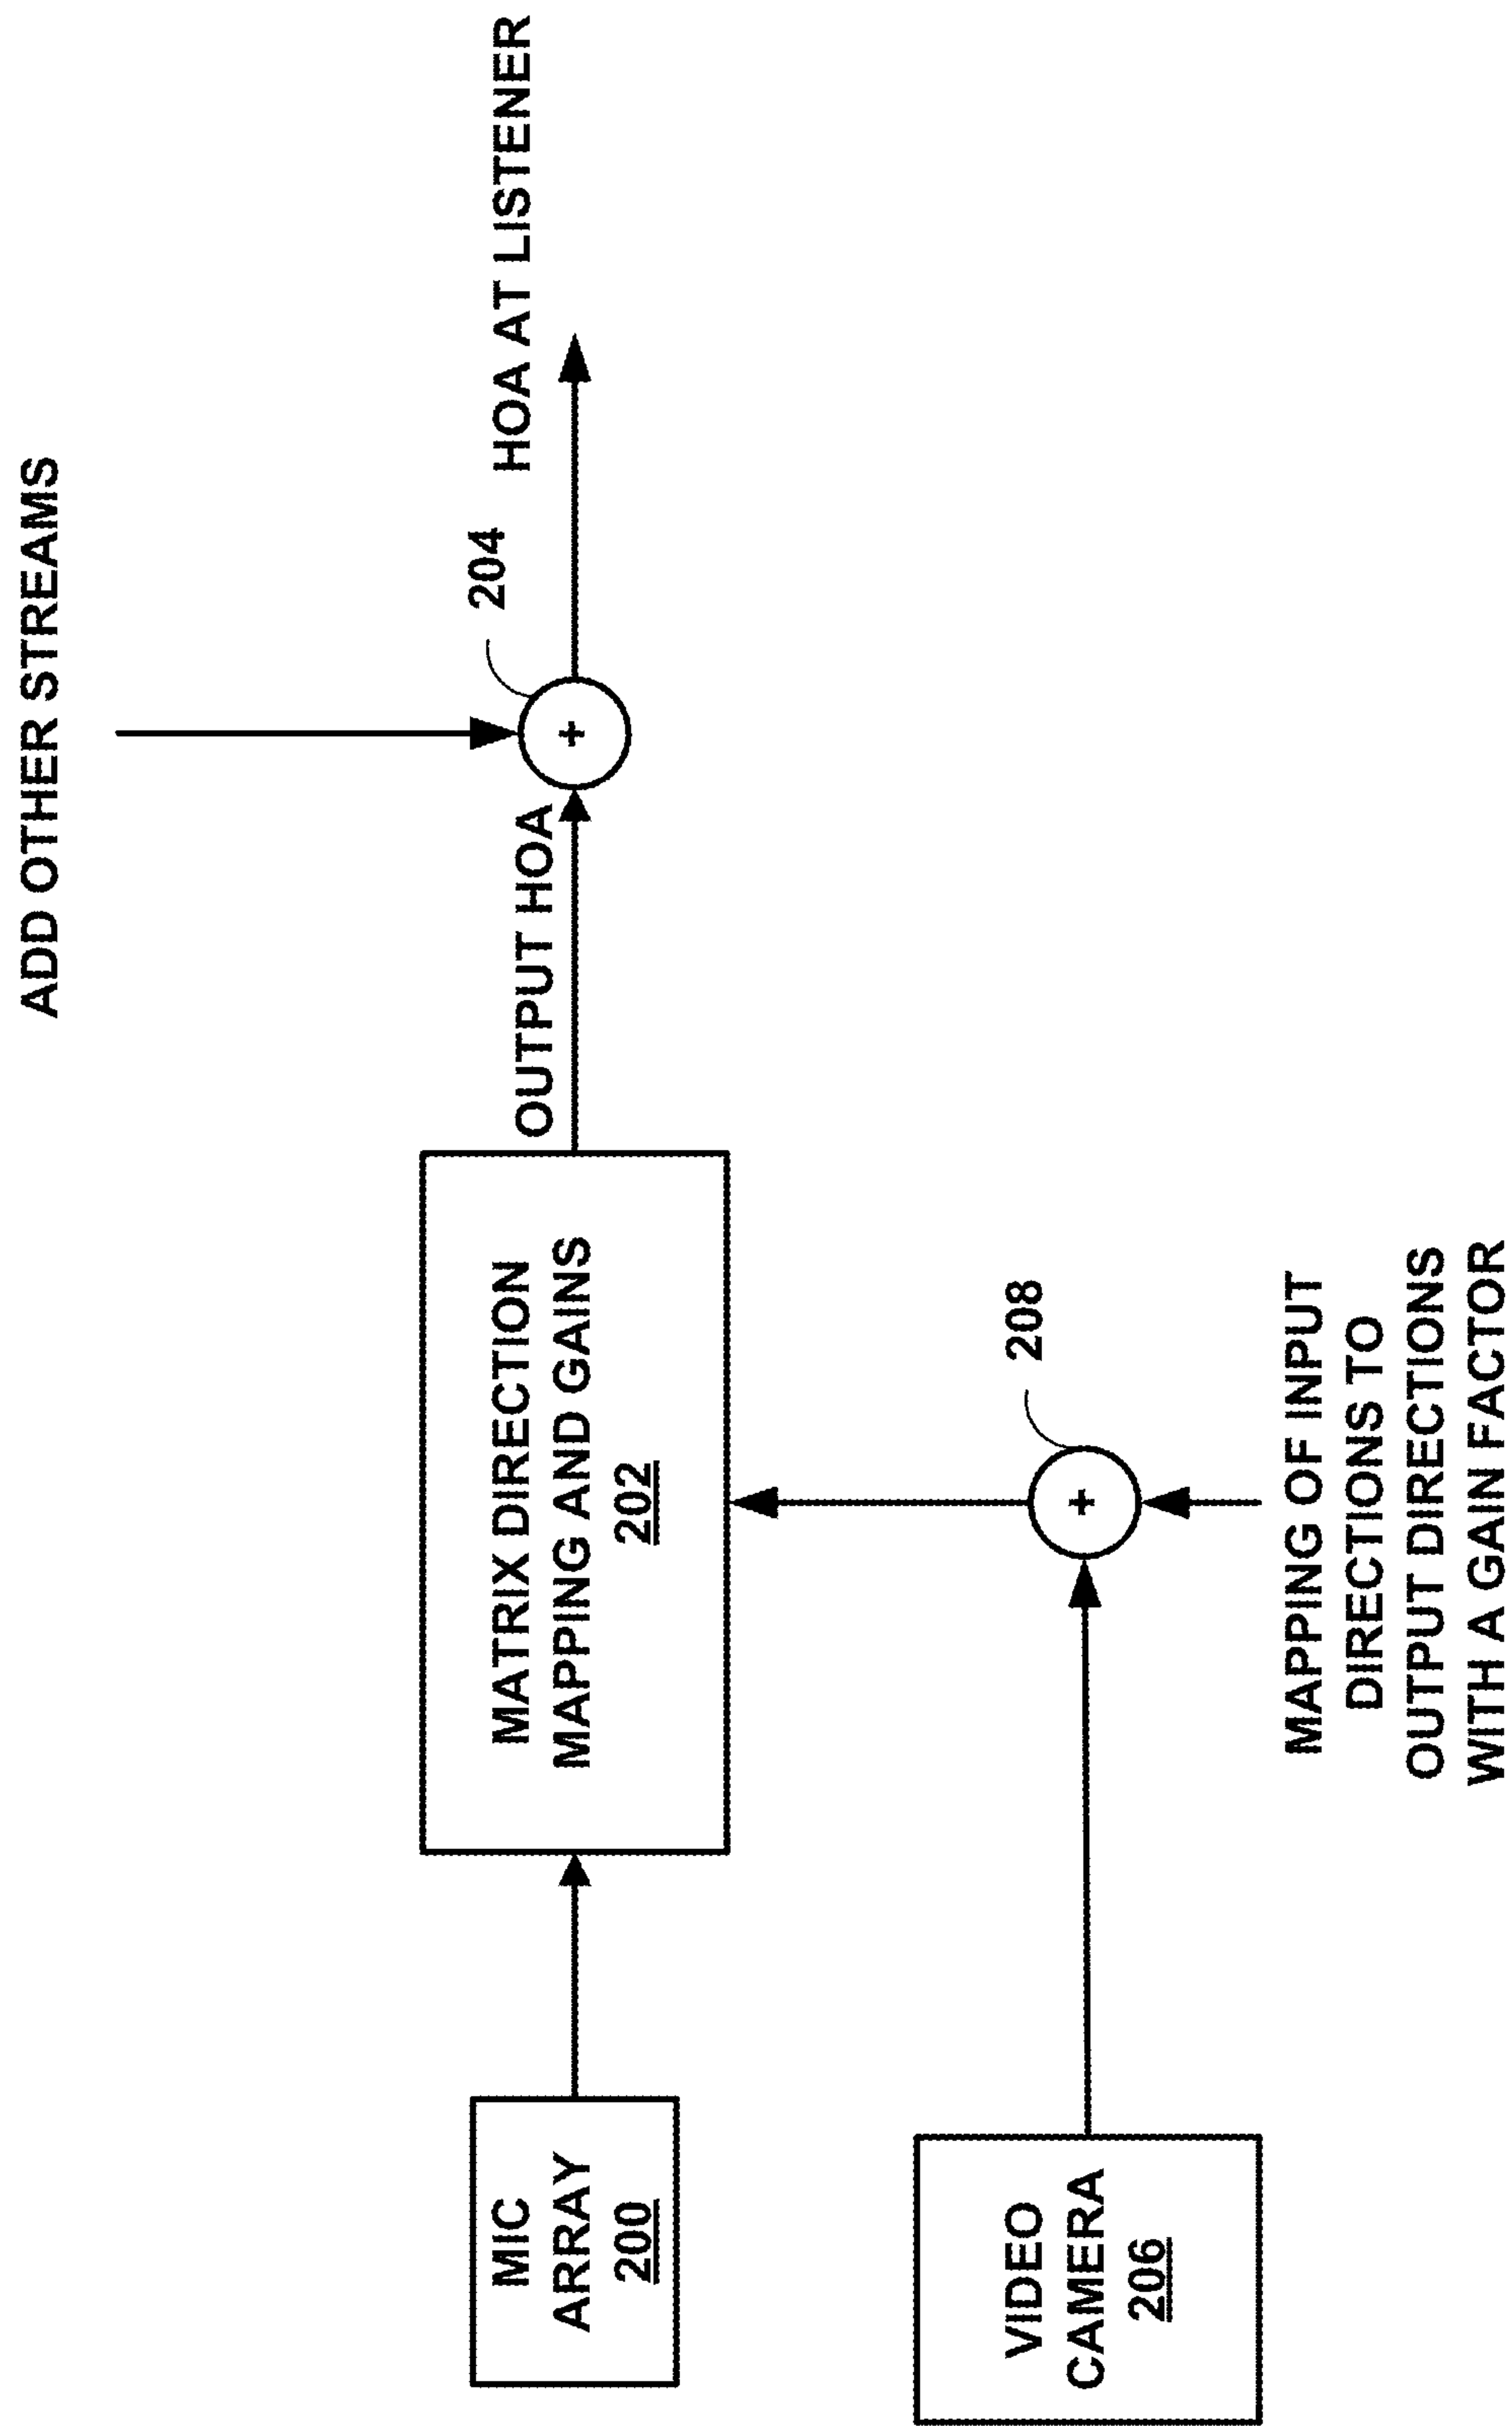 ADD OTHER STREAMS
204
HOA AT LISTENER
OUTPUT HOA
MATRIX DIRECTION
MAPPING AND GAINS
202
MIC
ARRAY
200
208
VIDEO
CAMERA
206
MAPPING OF INPUT
DIRECTIONS TO
OUTPUT DIRECTIONS
WITH A GAIN FACTOR
+
+